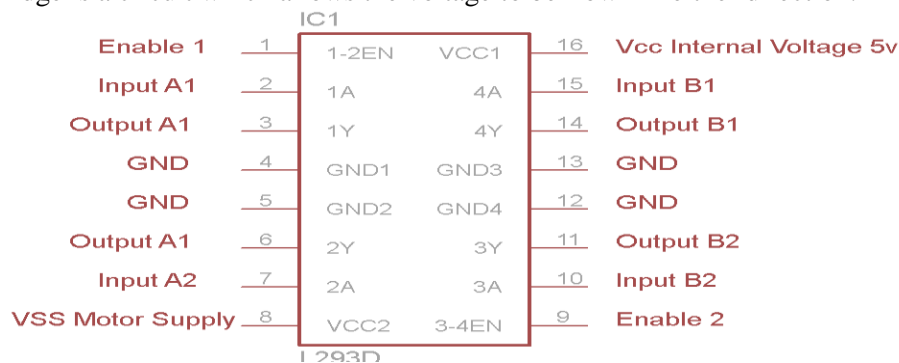 IC1
Enable 1 1 1-2EN VCC1 16 Vcc Internal Voltage 5v
Input A1 2 1A 4A 15 Input B1
Output A1 3 1Y 4Y 14 Output B1
GND 4 GND1 GND3 13 GND
GND 5 GND2 GND4 12 GND
Output A1 6 2Y 3Y 11 Output B2
Input A2 7 2A 3A 10 Input B2
VSS Motor Supply 8 VCC2 3-4EN 9 Enable 2
L293D